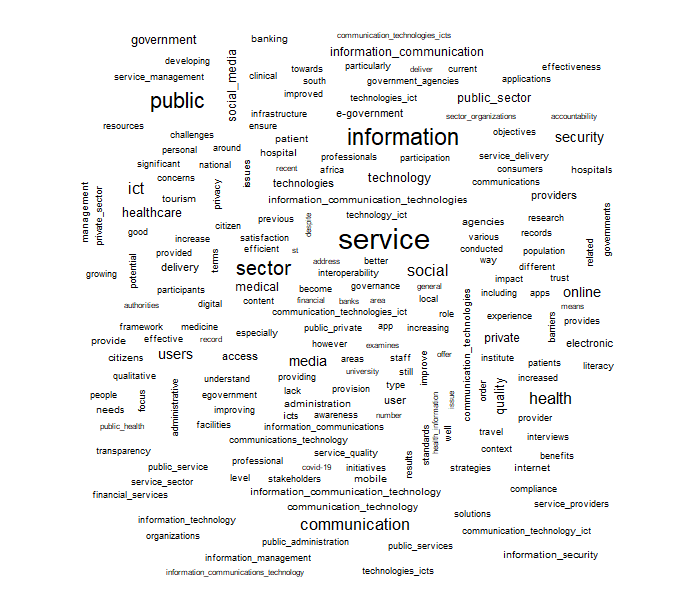 communication_technologies_icts
government
banking
information_communication
developing
towards
particularly
deliver
current
effectiveness
service_management
social_media
clinical
south
government_agencies
applications
public
improved
technologies_ict
public_sector
resources
infrastructure
e-government
sector_organizations
accountability
ensure
challenges
patient
information
objectives
security
personal
around
hospital
professionals
participation
service_delivery
significant
national
issues
recent
africa
technology
consumers
hospitals
concerns
technologies
communications
management
private_sector
ict
tourism
privacy
information_communication_technologies
providers
healthcare
previous
despite
technology_ict
agencies
research
governments
good
citizen
service
various
records
related
increase
satisfaction
conducted
population
potential
provided
terms
efficient
st
address
better
way
growing
delivery
sector
interoperability
social
different
medical
become
governance
general
impact
trust
participants
content
financial
banks
area
local
including
apps
online
authorities
digital
communication_technologies_ict
role
communication_technologies
experience
means
framework
medicine
especially
public_private
app
increasing
barriers
provides
provide
effective
record
however
examines
private
electronic
citizens
users
access
media
areas
staff
improve
offer
institute
patients
literacy
qualitative
understand
providing
university
still
increased
people
focus
administrative
egovernment
lack
provision
type
issue
order
quality
health
needs
improving
administration
user
icts
awareness
number
provider
public_health
facilities
information_communications
standards
health_information
well
travel
interviews
communications_technology
transparency
professional
service_quality
results
context
benefits
public_service
covid-19
initiatives
strategies
internet
service_sector
level
stakeholders
mobile
financial_services
information_communication_technology
compliance
communication_technology
service_providers
information_technology
communication
solutions
organizations
communication_technology_ict
public_administration
public_services
information_management
information_security
information_communications_technology
technologies_icts